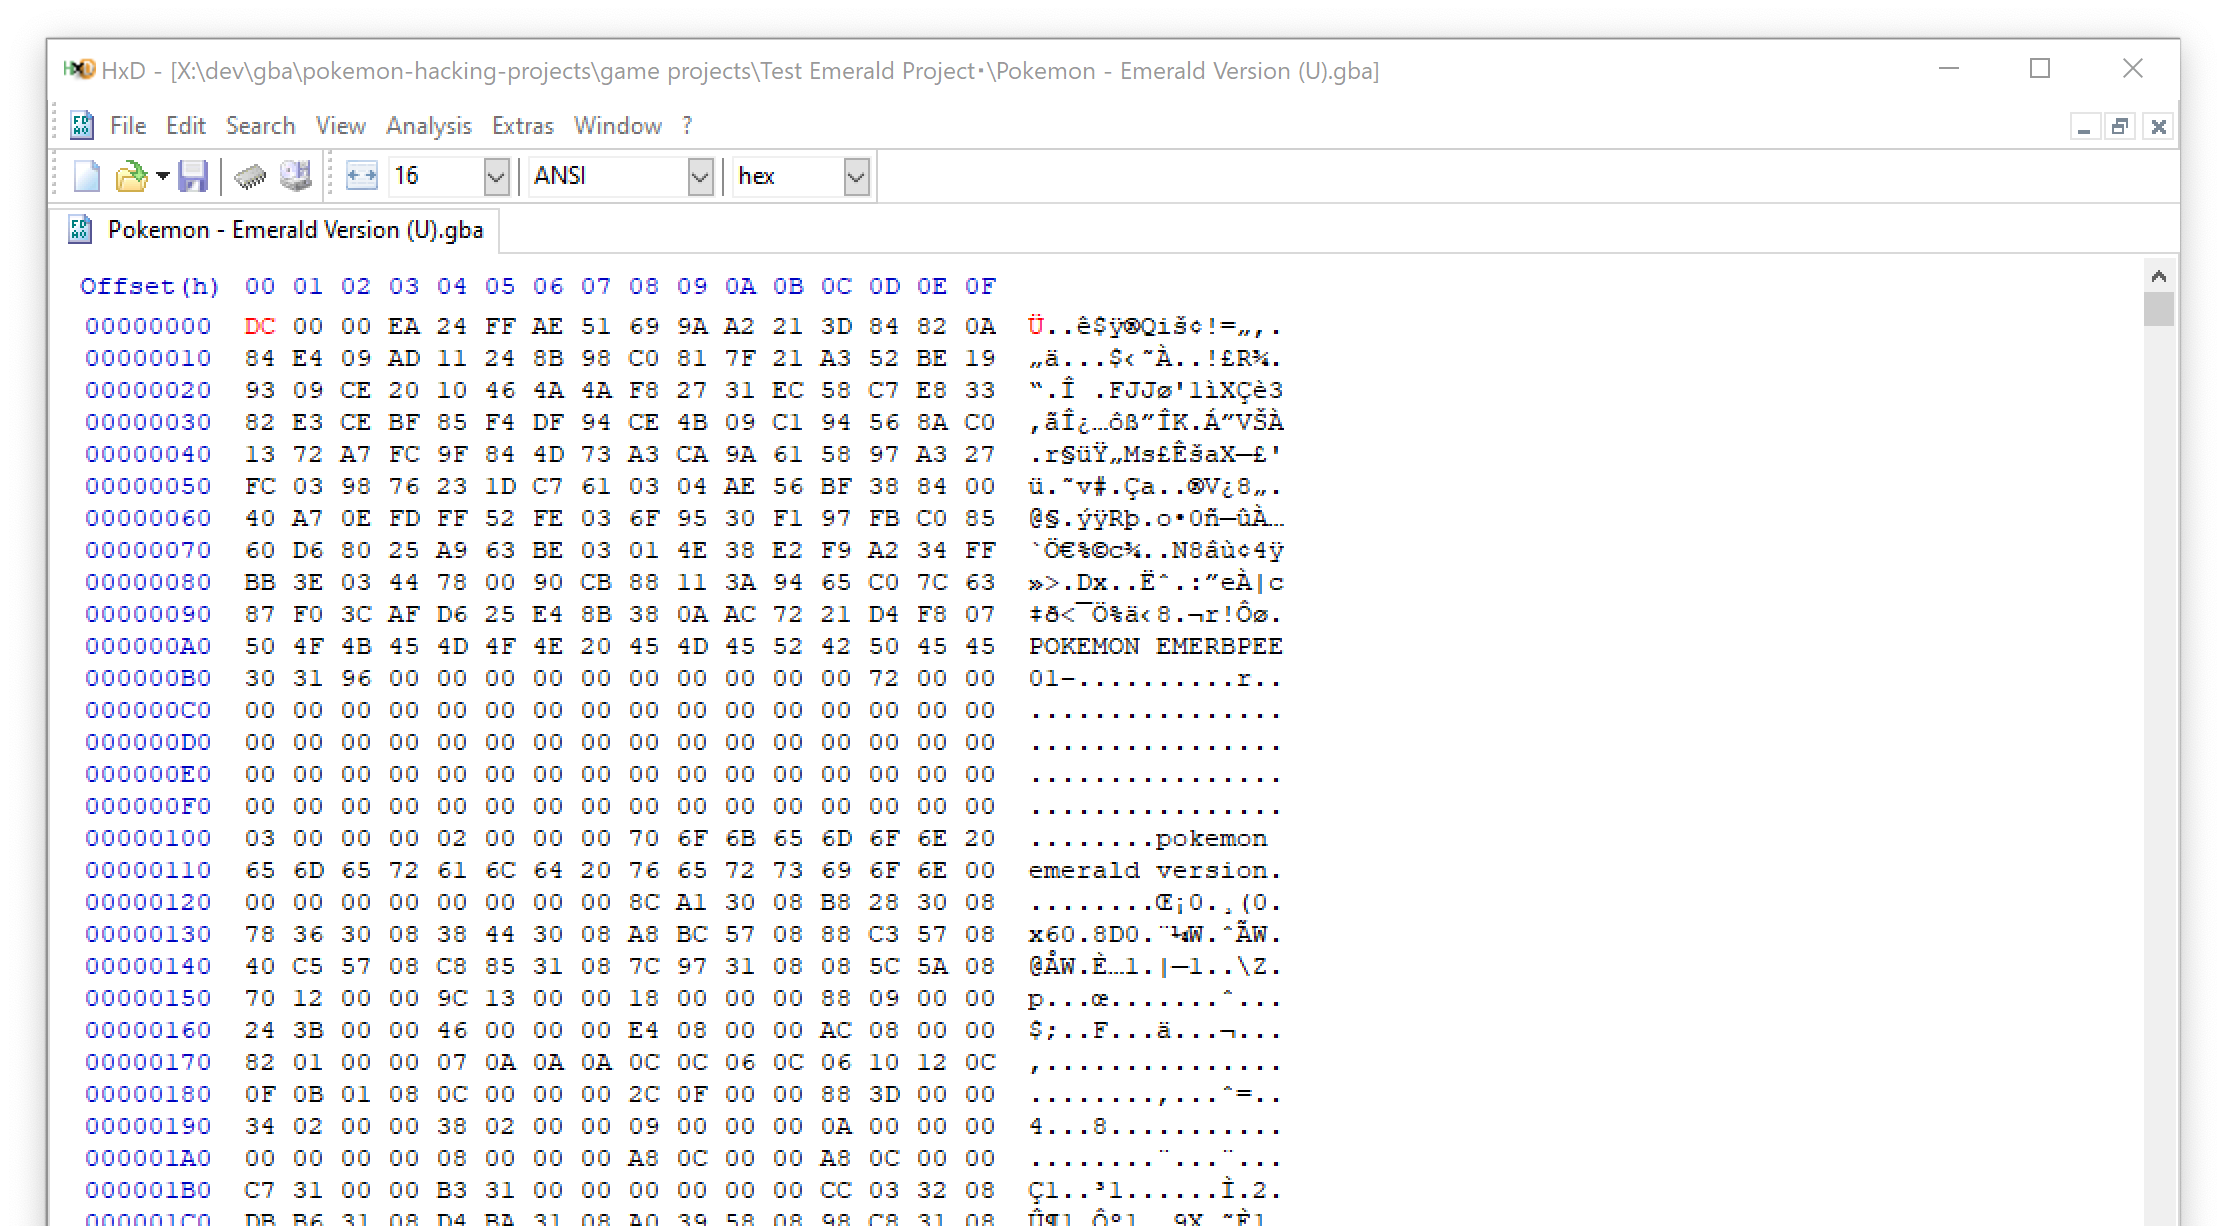 HxD - [X:\dev\gba\pokemon-hacking-projects\game projects\Test Emerald Project·\Pokemon - Emerald Version (U).gba]
File Edit Search View Analysis Extras Window ?
16 ANSI hex
Pokemon - Emerald Version (U).gba
Offset(h) 00 01 02 03 04 05 06 07 08 09 0A 0B 0C 0D 0E 0F
00000000 DC 00 00 EA 24 FF AE 51 69 9A A2 21 3D 84 82 0A Ü..ê$ÿ®Qiš¢!=„‚.
00000010 84 E4 09 AD 11 24 8B 98 C0 81 7F 21 A3 52 BE 19 „ä...$‹˜À..!£R¾.
00000020 93 09 CE 20 10 46 4A 4A F8 27 31 EC 58 C7 E8 33 “.Î .FJJø'1ìXÇè3
00000030 82 E3 CE BF 85 F4 DF 94 CE 4B 09 C1 94 56 8A C0 ‚ãÎ¿…ôß”ÎK.Á”VŠÀ
00000040 13 72 A7 FC 9F 84 4D 73 A3 CA 9A 61 58 97 A3 27 .r§üŸ„Ms£ÊšaX—£'
00000050 FC 03 98 76 23 1D C7 61 03 04 AE 56 BF 38 84 00 ü.˜v#.Ça..®V¿8„.
00000060 40 A7 0E FD FF 52 FE 03 6F 95 30 F1 97 FB C0 85 @§.ýÿRþ.o•0ñ—ûÀ…
00000070 60 D6 80 25 A9 63 BE 03 01 4E 38 E2 F9 A2 34 FF `Ö€%©c¾..N8âù¢4ÿ
00000080 BB 3E 03 44 78 00 90 CB 88 11 3A 94 65 C0 7C 63 »>.Dx..Ëˆ.:”eÀ|c
00000090 87 F0 3C AF D6 25 E4 8B 38 0A AC 72 21 D4 F8 07 ‡ð<¯Ö%ä‹8.¬r!Ôø.
000000A0 50 4F 4B 45 4D 4F 4E 20 45 4D 45 52 42 50 45 45 POKEMON EMERBPEE
000000B0 30 31 96 00 00 00 00 00 00 00 00 00 00 72 00 00 01–..........r..
000000C0 00 00 00 00 00 00 00 00 00 00 00 00 00 00 00 00 ................
000000D0 00 00 00 00 00 00 00 00 00 00 00 00 00 00 00 00 ................
000000E0 00 00 00 00 00 00 00 00 00 00 00 00 00 00 00 00 ................
000000F0 00 00 00 00 00 00 00 00 00 00 00 00 00 00 00 00 ................
00000100 03 00 00 00 02 00 00 00 70 6F 6B 65 6D 6F 6E 20 ........pokemon
00000110 65 6D 65 72 61 6C 64 20 76 65 72 73 69 6F 6E 00 emerald version.
00000120 00 00 00 00 00 00 00 00 8C A1 30 08 B8 28 30 08 ........Œ¡0.¸(0.
00000130 78 36 30 08 38 44 30 08 A8 BC 57 08 88 C3 57 08 x60.8D0.¨¼W.ˆÃW.
00000140 40 C5 57 08 C8 85 31 08 7C 97 31 08 08 5C 5A 08 @ÅW.È…1.|—1..\Z.
00000150 70 12 00 00 9C 13 00 00 18 00 00 00 88 09 00 00 p...œ.......ˆ...
00000160 24 3B 00 00 46 00 00 00 E4 08 00 00 AC 08 00 00 $;..F...ä...¬...
00000170 82 01 00 00 07 0A 0A 0A 0C 0C 06 0C 06 10 12 0C ‚...............
00000180 0F 0B 01 08 0C 00 00 00 2C 0F 00 00 88 3D 00 00 ........,...ˆ=..
00000190 34 02 00 00 38 02 00 00 09 00 00 00 0A 00 00 00 4...8...........
000001A0 00 00 00 00 08 00 00 00 A8 0C 00 00 A8 0C 00 00 ........¨...¨...
000001B0 C7 31 00 00 B3 31 00 00 00 00 00 00 CC 03 32 08 Ç1..³1......Ì.2.
000001C0 DB B6 31 08 D4 BA 31 08 A0 39 58 08 98 C8 31 08 Û¶1.Ôº1. 9X.˜È1.